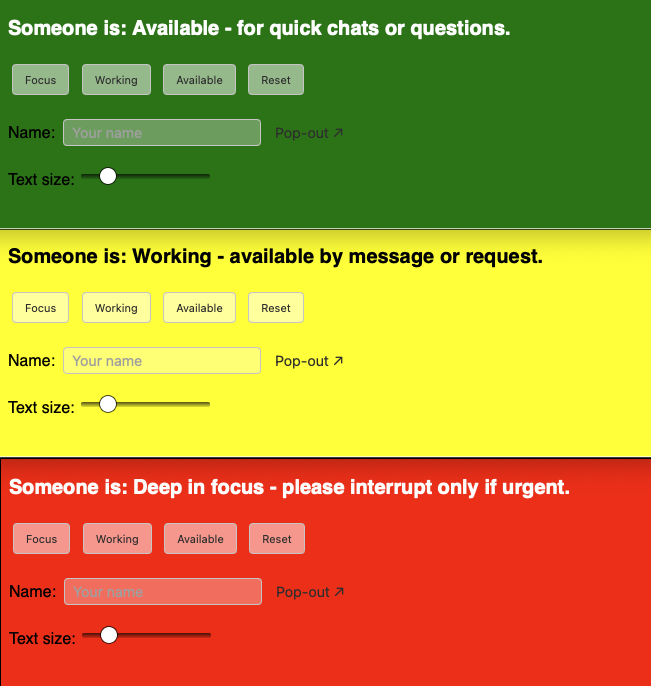 Someone is: Available - for quick chats or questions.
Focus Working Available Reset
Name: Your name Pop-out ↗
Text size:
Someone is: Working - available by message or request.
Focus Working Available Reset
Name: Your name Pop-out ↗
Text size:
Someone is: Deep in focus - please interrupt only if urgent.
Focus Working Available Reset
Name: Your name Pop-out ↗
Text size: